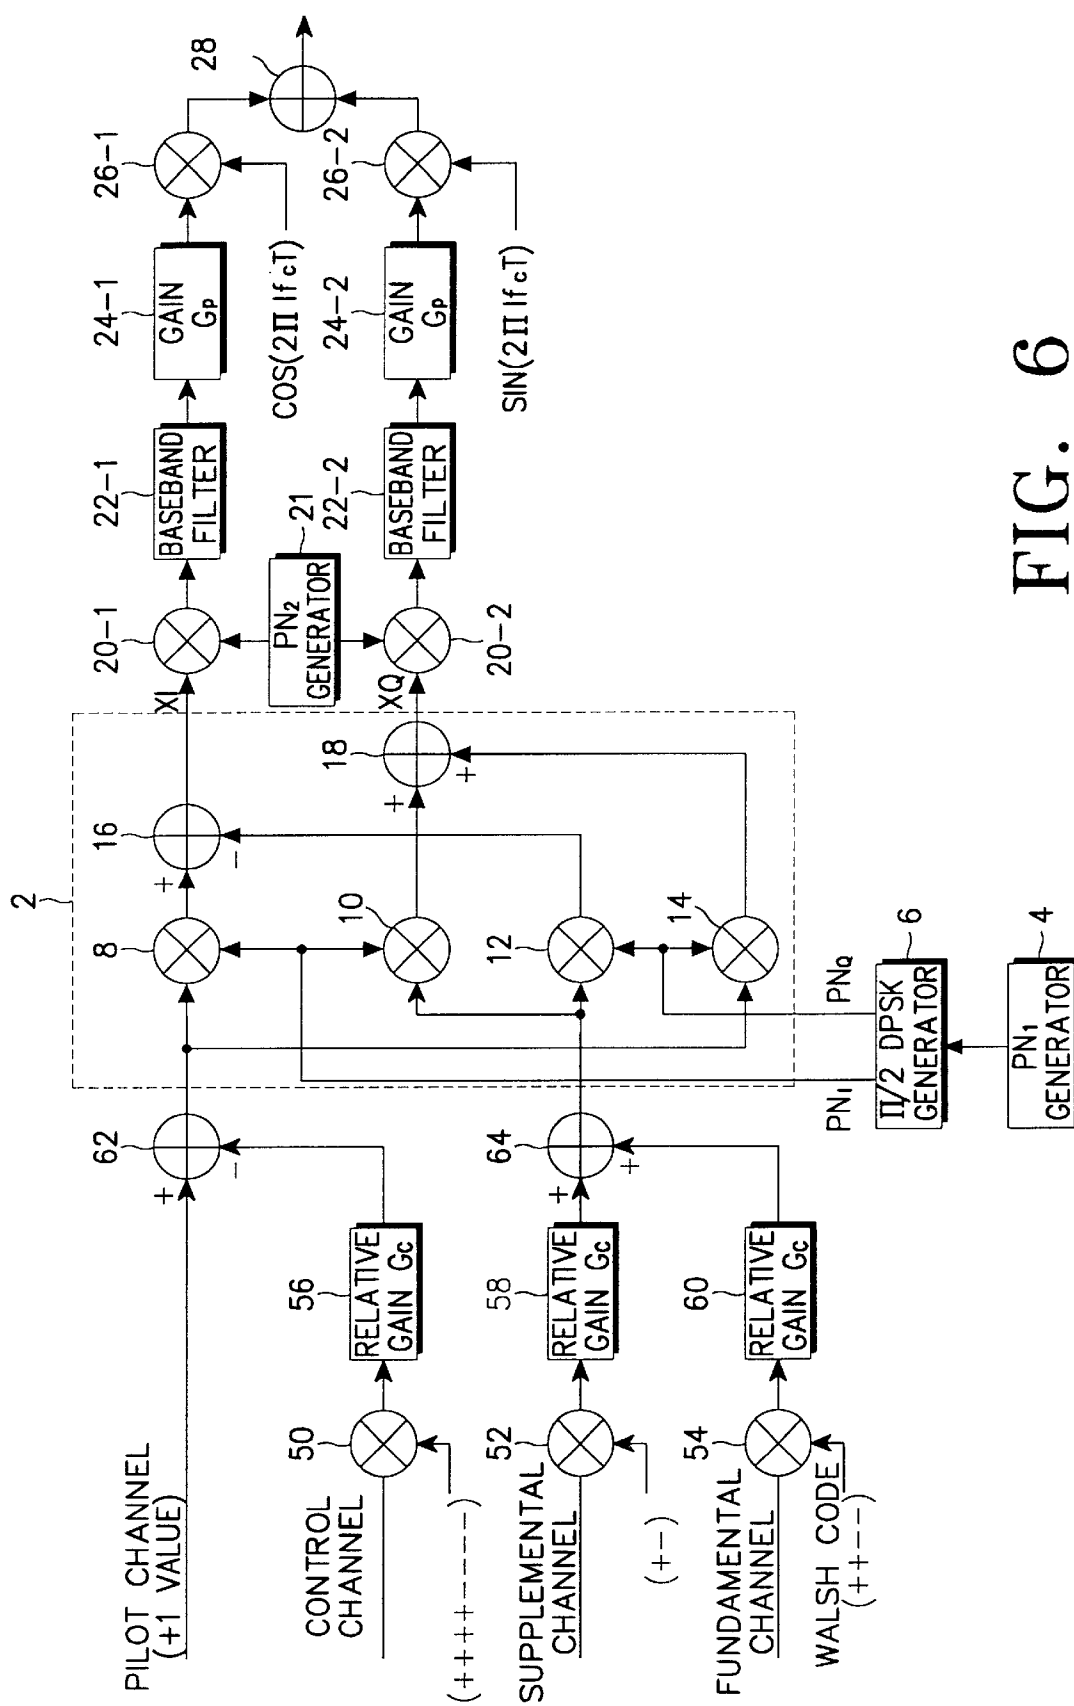 PILOT CHANNEL
(+1 VALUE)
CONTROL
CHANNEL
(++++----)
SUPPLEMENTAL
CHANNEL
(+-)
FUNDAMENTAL
CHANNEL
WALSH CODE
(++--)
50
52
54
56
RELATIVE
GAIN Gc
58
RELATIVE
GAIN Gc
60
RELATIVE
GAIN Gc
62
+
-
64
+
+
2
8
10
12
14
16
+
-
18
+
+
PNI
PNQ
Π/2 DPSK
GENERATOR
6
PN1
GENERATOR
4
XI
XQ
20-1
20-2
PN2
GENERATOR
21
22-1
BASEBAND
FILTER
22-2
BASEBAND
FILTER
24-1
GAIN
GP
24-2
GAIN
GP
COS(2Π IfcT)
SIN(2Π IfcT)
26-1
26-2
28
FIG. 6